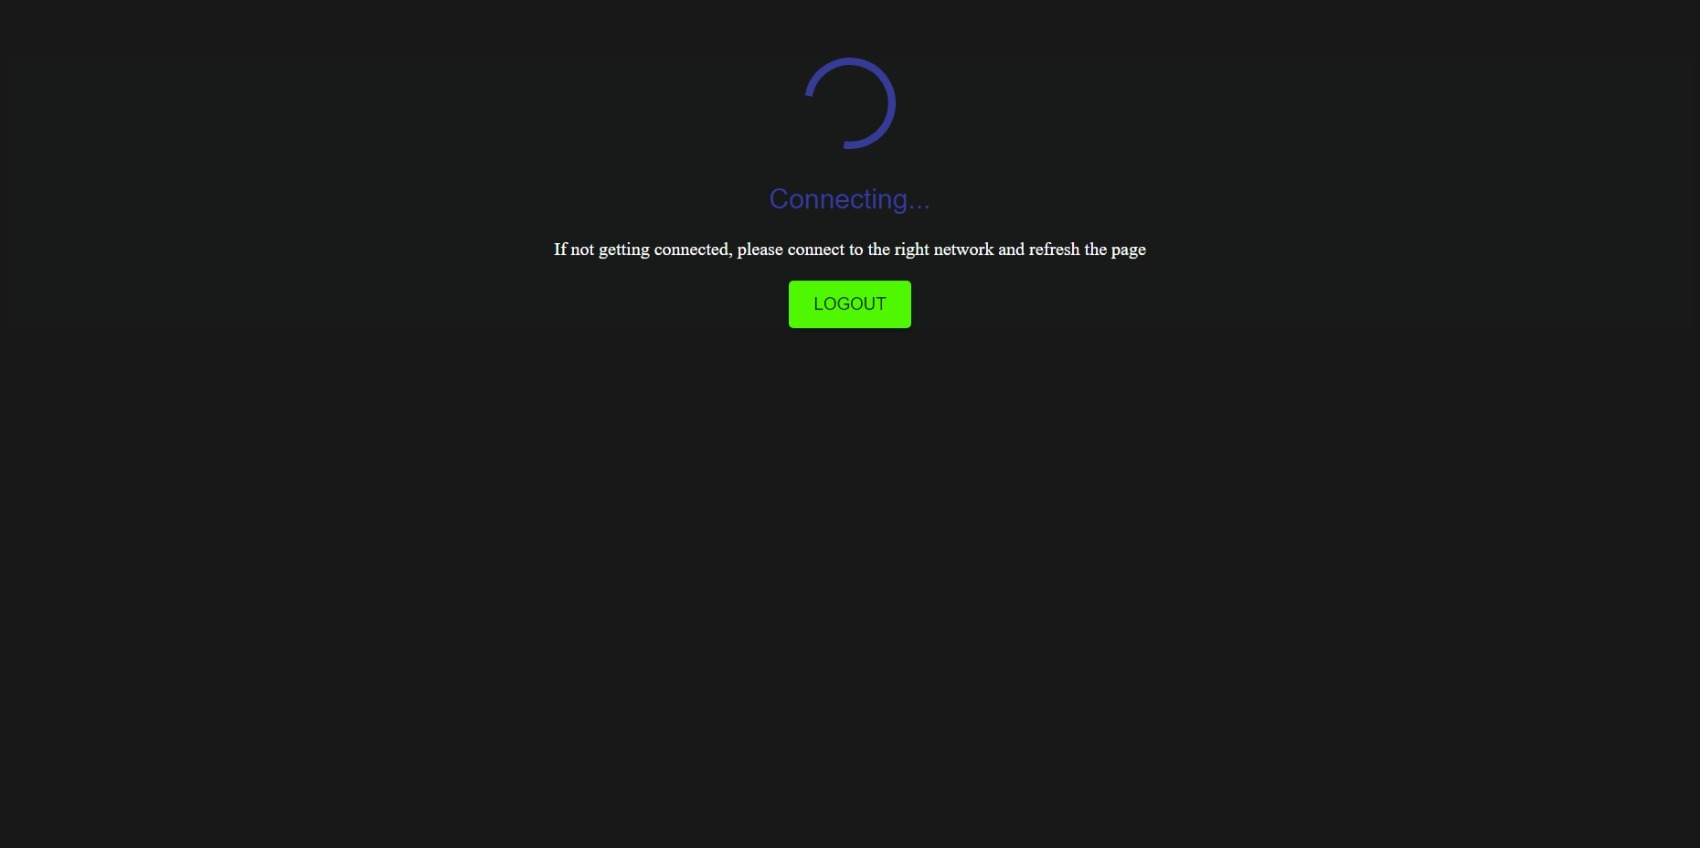 Connecting...
If not getting connected, please connect to the right network and refresh the page
LOGOUT